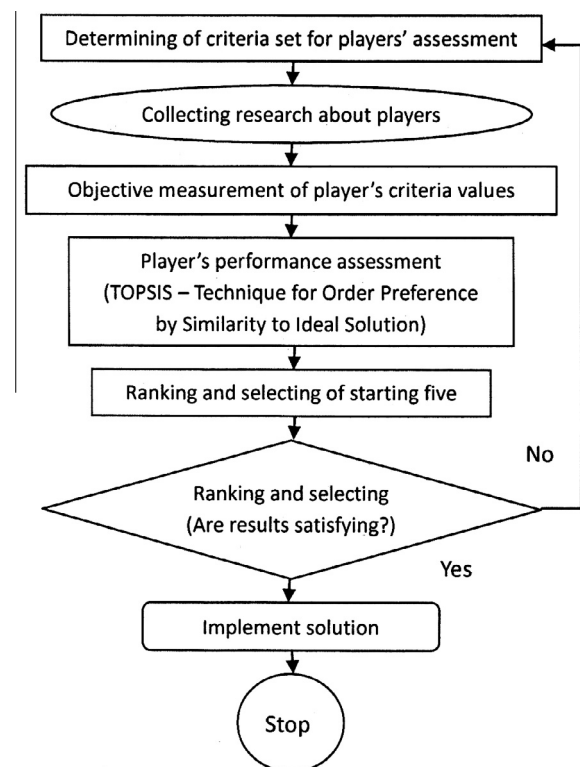 Determining of criteria set for players’ assessment
Collecting research about players
Objective measurement of player’s criteria values
Player’s performance assessment
(TOPSIS – Technique for Order Preference
by Similarity to Ideal Solution)
Ranking and selecting of starting five
No
Ranking and selecting
(Are results satisfying?)
Yes
Implement solution
Stop